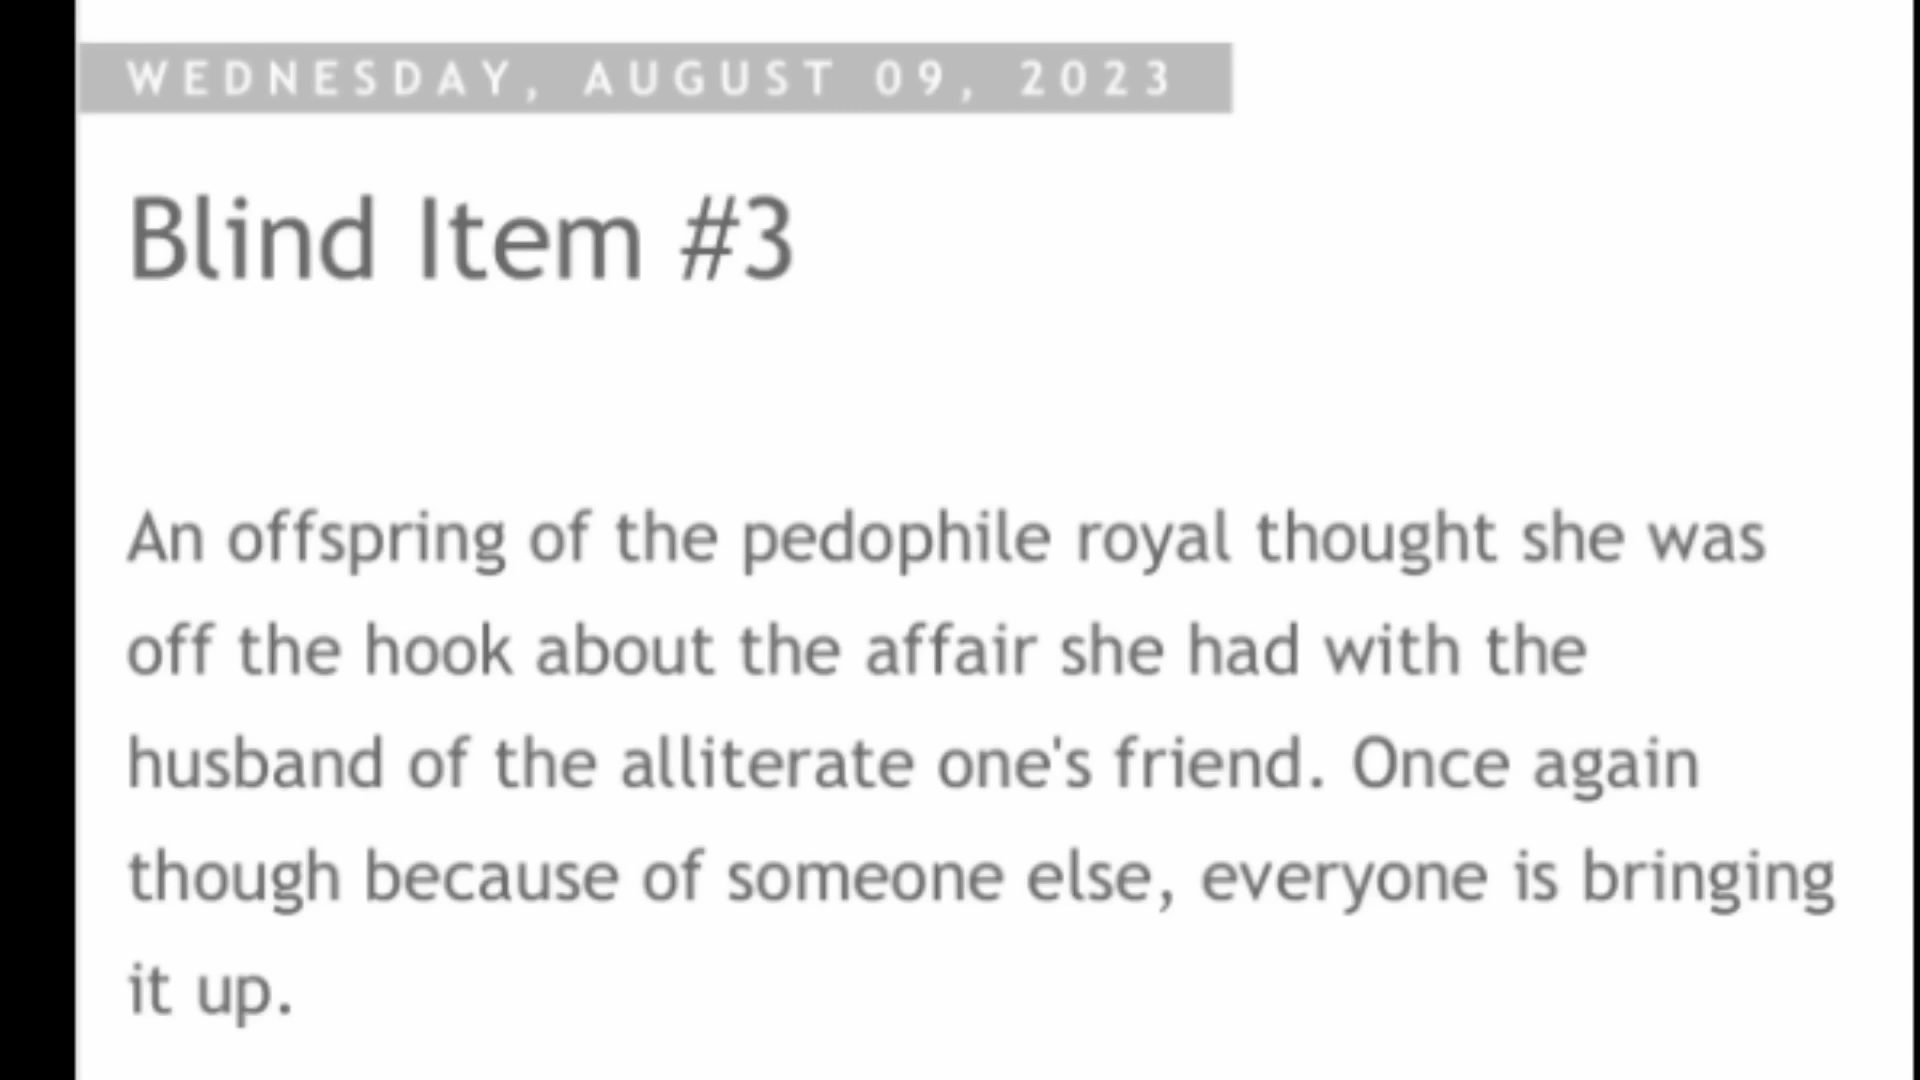 WEDNESDAY, AUGUST 09, 2023
Blind Item #3
An offspring of the pedophile royal thought she was
off the hook about the affair she had with the
husband of the alliterate one's friend. Once again
though because of someone else, everyone is bringing
it up.